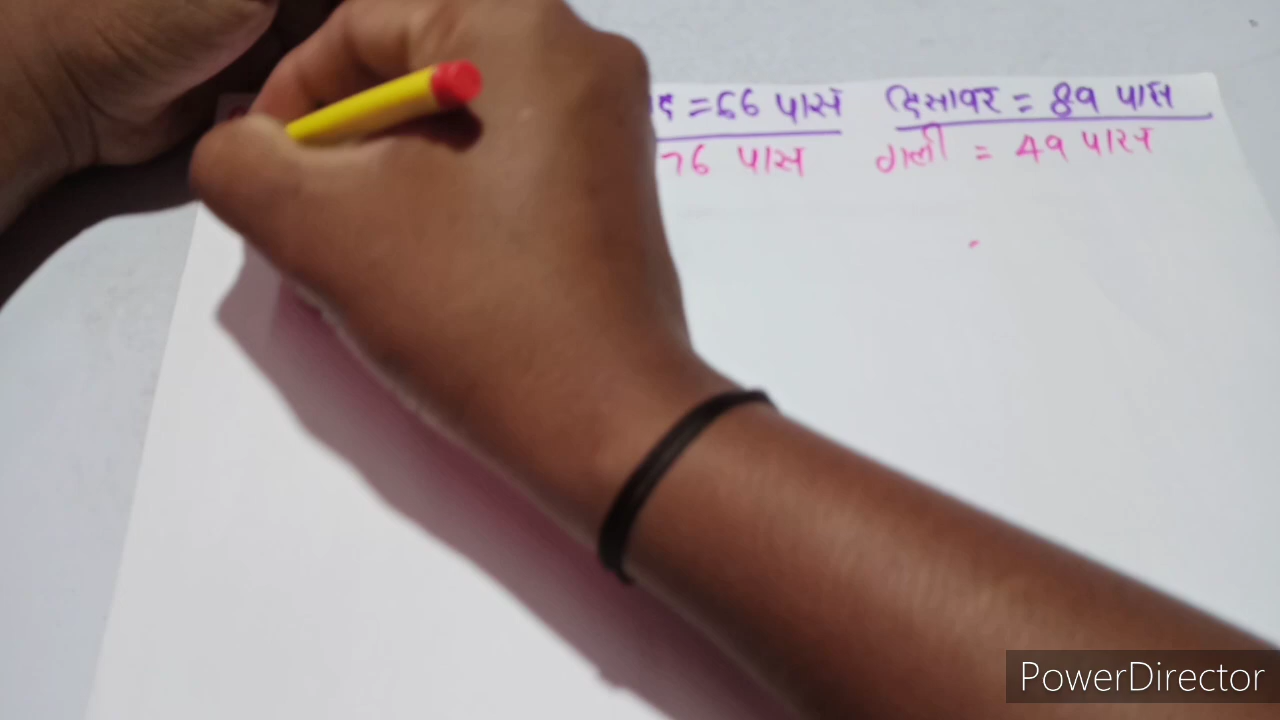 =66 पास दिसावर = 89 पास
76 पास गली = 49 पास
PowerDirector